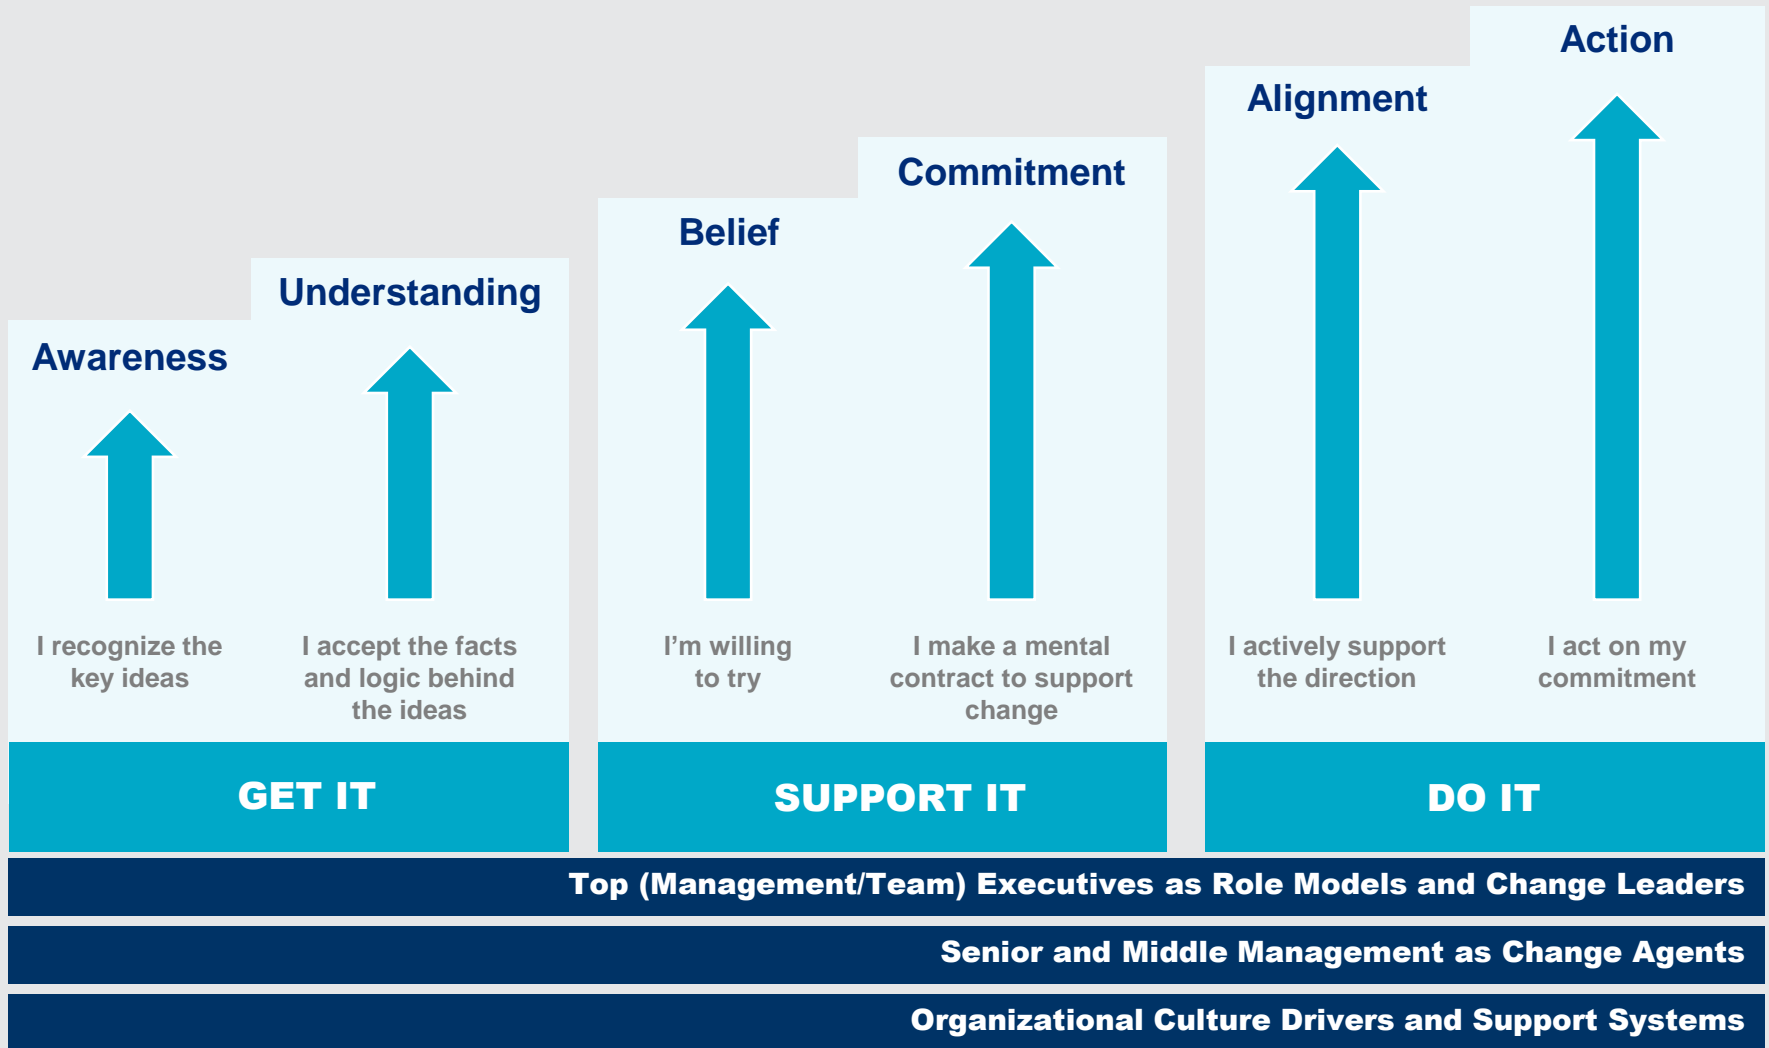 Awareness
I recognize the
key ideas
Understanding
I accept the facts
and logic behind
the ideas
GET IT
Belief
I’m willing
to try
Commitment
I make a mental
contract to support
change
SUPPORT IT
Alignment
I actively support
the direction
Action
I act on my
commitment
DO IT
Top (Management/Team) Executives as Role Models and Change Leaders
Senior and Middle Management as Change Agents
Organizational Culture Drivers and Support Systems